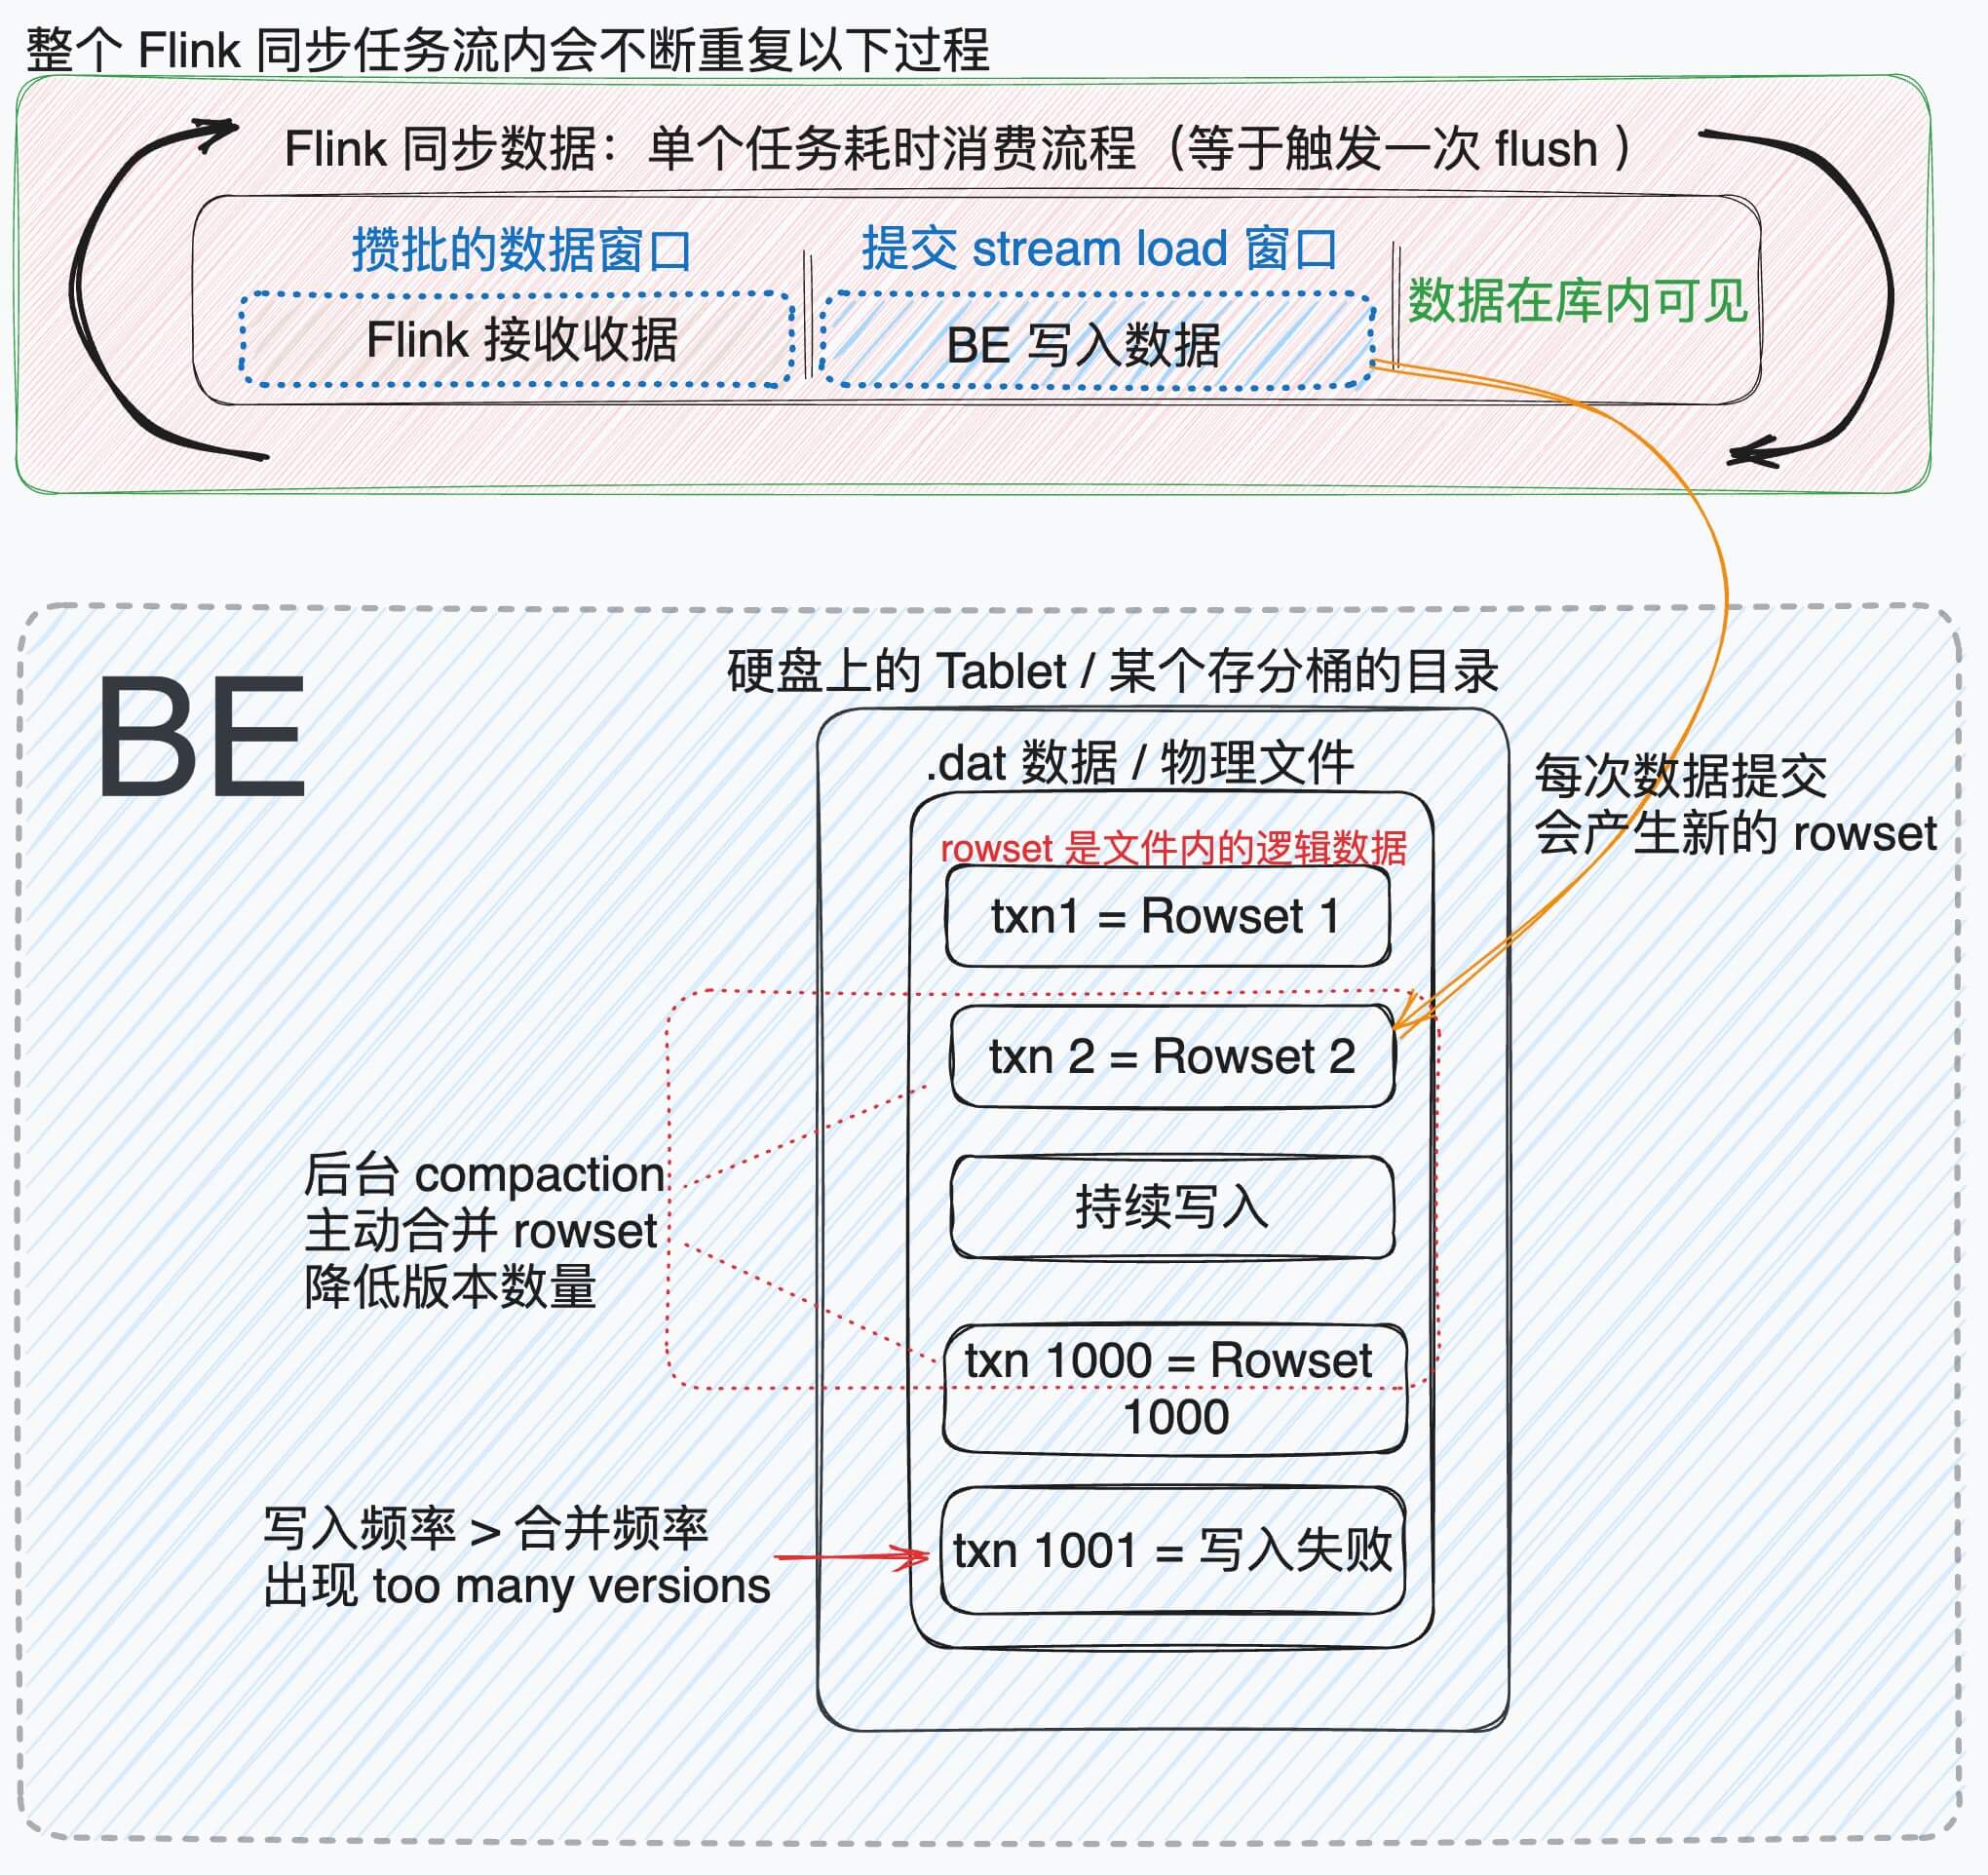 整个 Flink 同步任务流内会不断重复以下过程
Flink 同步数据：单个任务耗时消费流程（等于触发一次 flush ）
攒批的数据窗口
提交 stream load 窗口
数据在库内可见
Flink 接收收据
BE 写入数据
BE
硬盘上的 Tablet / 某个存分桶的目录
.dat 数据 / 物理文件
每次数据提交
会产生新的 rowset
rowset 是文件内的逻辑数据
txn1 = Rowset 1
txn 2 = Rowset 2
后台 compaction
主动合并 rowset
降低版本数量
持续写入
txn 1000 = Rowset
1000
写入频率 > 合并频率
出现 too many versions
txn 1001 = 写入失败